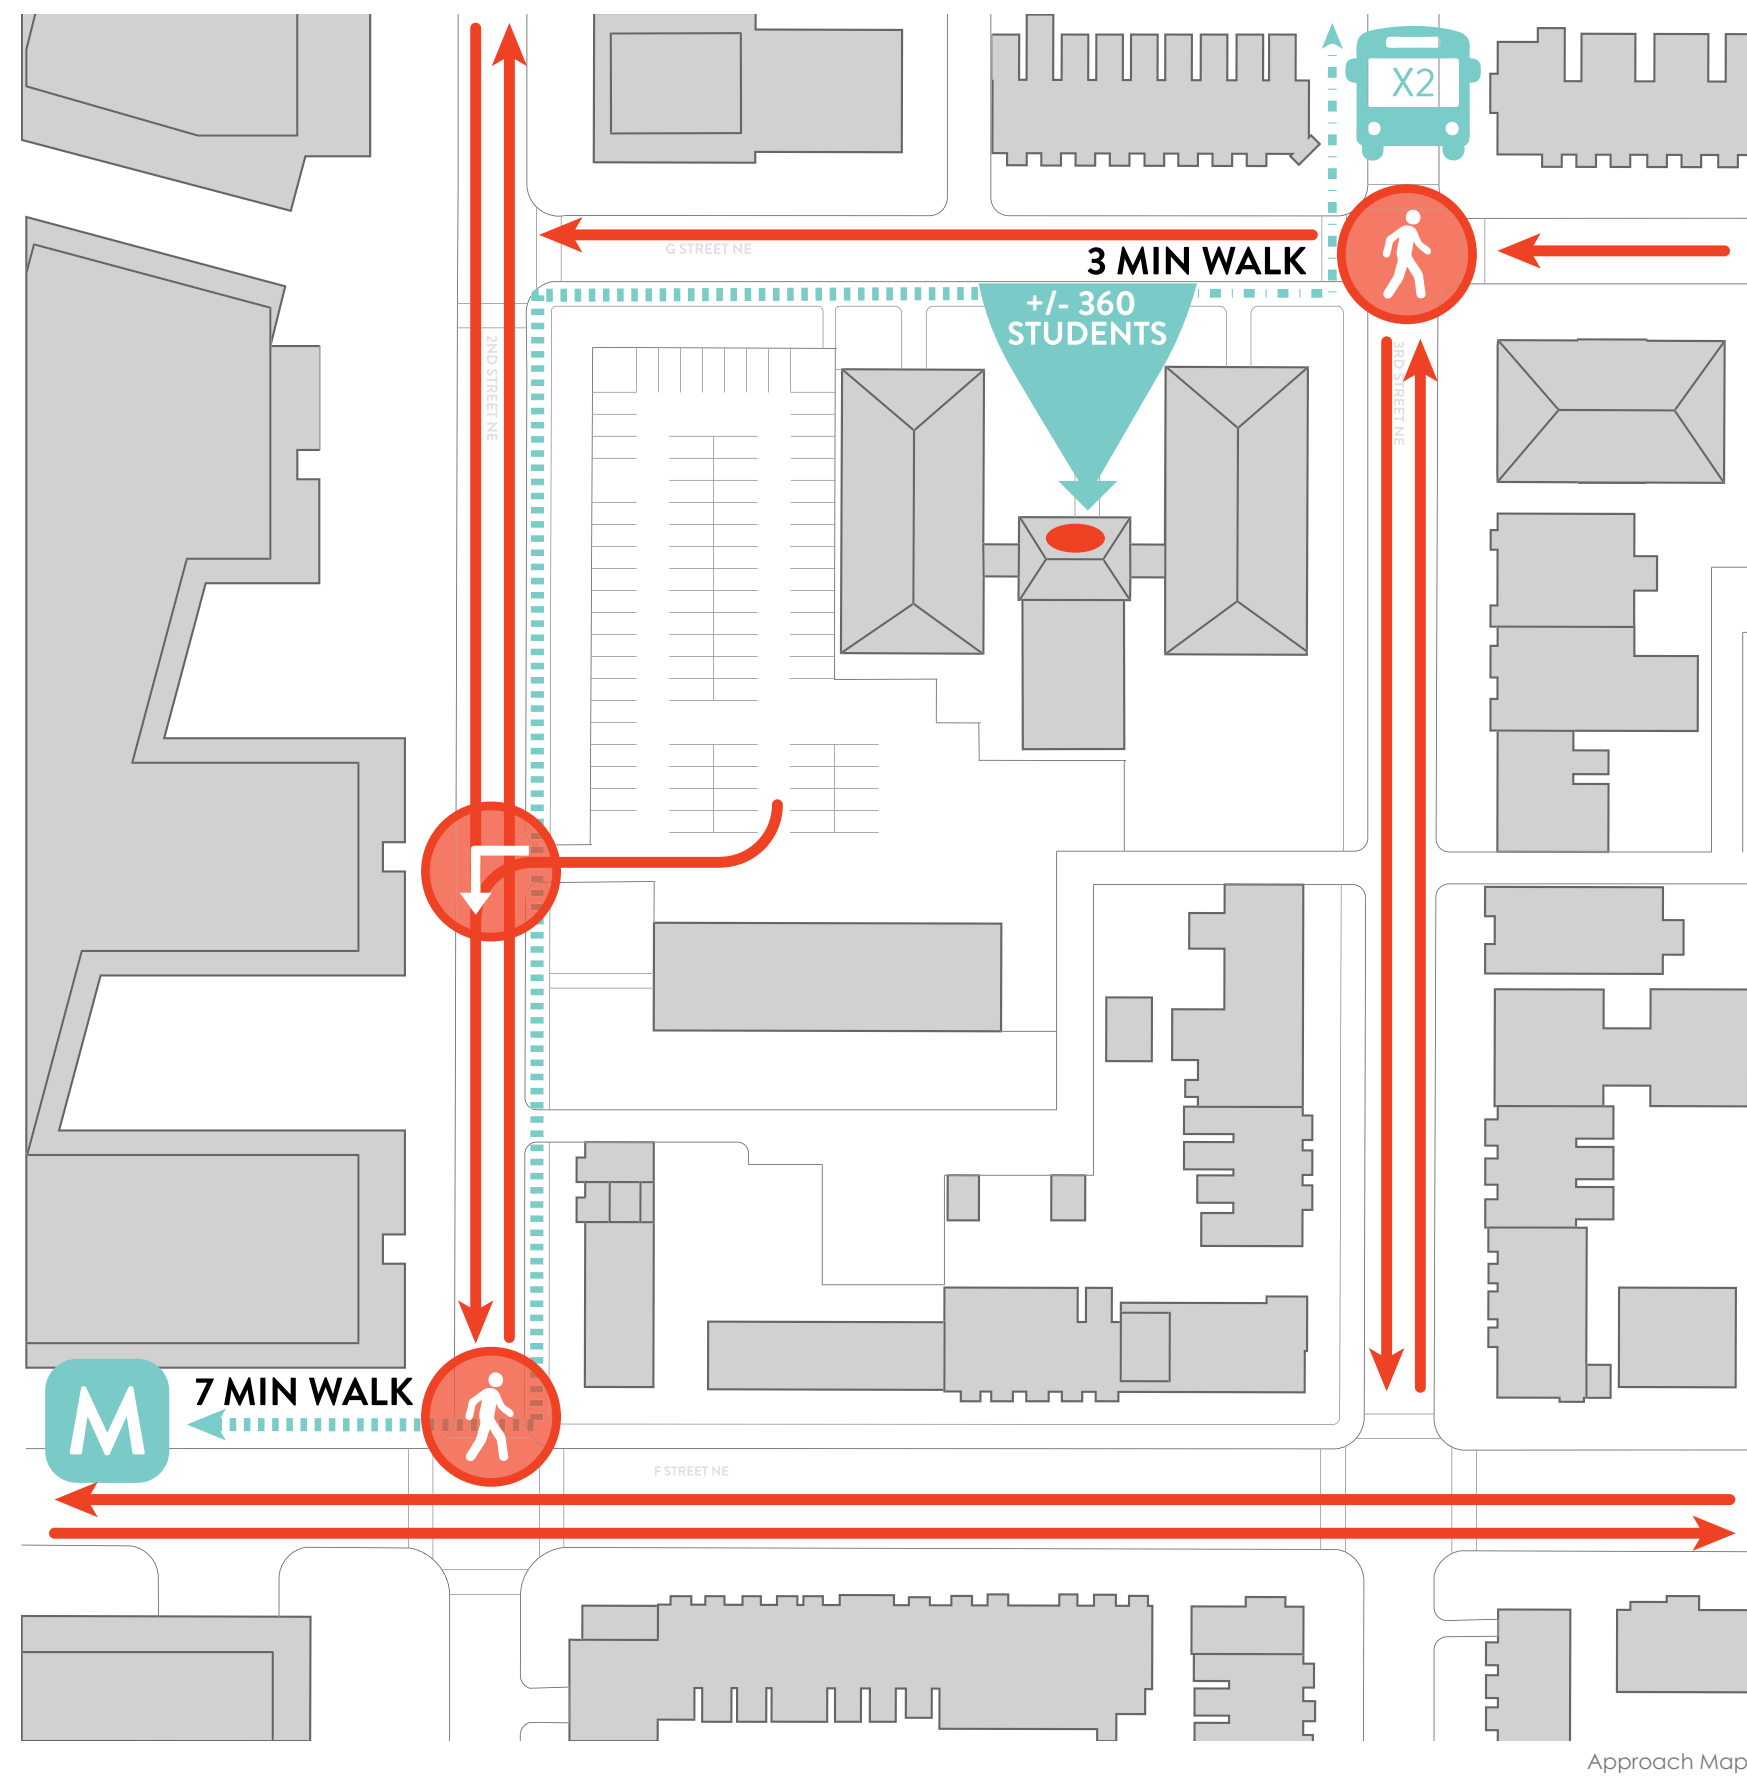 X2
G STREET NE
3 MIN WALK
+/- 360
STUDENTS
2ND STREET NE
3RD STREET NE
M
7 MIN WALK
F STREET NE
Approach Map